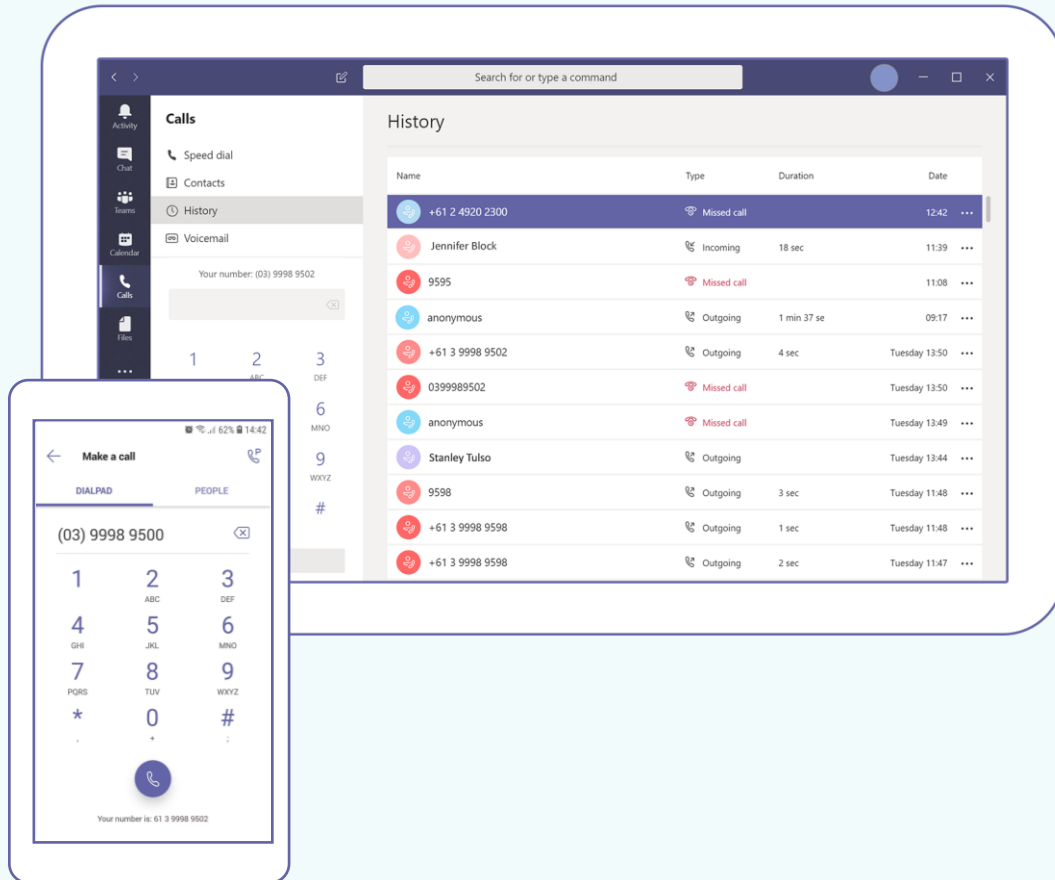 Search for or type a command
Activity
Chat
Teams
Calendar
Calls
Files
Calls
Speed dial
Contacts
History
Voicemail
Your number: (03) 9998 9502
1 2 3
ABC DEF
6
MNO
9
WXYZ
#
History
Name Type Duration Date
+61 2 4920 2300 Missed call 12:42
Jennifer Block Incoming 18 sec 11:39
9595 Missed call 11:08
anonymous Outgoing 1 min 37 se 09:17
+61 3 9998 9502 Outgoing 4 sec Tuesday 13:50
0399989502 Missed call Tuesday 13:50
anonymous Missed call Tuesday 13:49
Stanley Tulso Outgoing Tuesday 13:44
9598 Outgoing 3 sec Tuesday 11:48
+61 3 9998 9598 Outgoing 1 sec Tuesday 11:48
+61 3 9998 9598 Outgoing 2 sec Tuesday 11:47
62% 14:42
Make a call
DIALPAD PEOPLE
(03) 9998 9500
1 2 3
ABC DEF
4 5 6
GHI JKL MNO
7 8 9
PQRS TUV WXYZ
* 0 #
, + ;
Your number is: 61 3 9998 9502